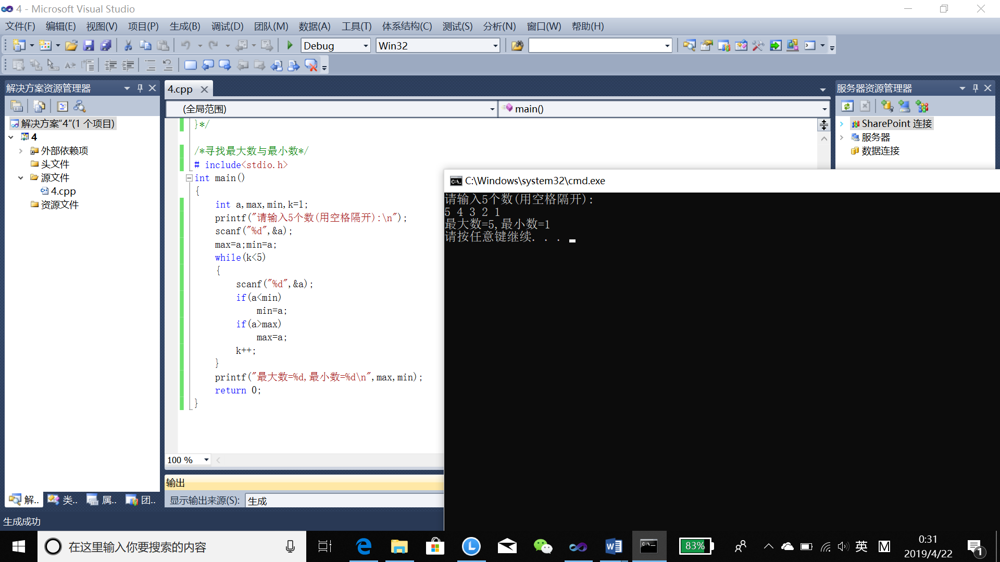 4 - Microsoft Visual Studio
文件(F) 编辑(E) 视图(V) 项目(P) 生成(B) 调试(D) 团队(M) 数据(A) 工具(T) 体系结构(C) 测试(S) 分析(N) 窗口(W) 帮助(H)
Debug Win32
解决方案资源管理器
解决方案“4”(1 个项目)
4
外部依赖项
头文件
源文件
4.cpp
资源文件
解.. 类.. 属.. 团..
4.cpp
(全局范围) main()
}*/
/*寻找最大数与最小数*/
# include<stdio.h>
int main()
{
int a,max,min,k=1;
printf("请输入5个数(用空格隔开):\n");
scanf("%d",&a);
max=a;min=a;
while(k<5)
{
scanf("%d",&a);
if(a<min)
min=a;
if(a>max)
max=a;
k++;
}
printf("最大数=%d,最小数=%d\n",max,min);
return 0;
}
100 %
输出
显示输出来源(S): 生成
服务器资源管理器
SharePoint 连接
服务器
数据连接
C:\Windows\system32\cmd.exe
请输入5个数(用空格隔开):
5 4 3 2 1
最大数=5,最小数=1
请按任意键继续. . .
生成成功
在这里输入你要搜索的内容
83%
英
M
0:31
2019/4/22
1